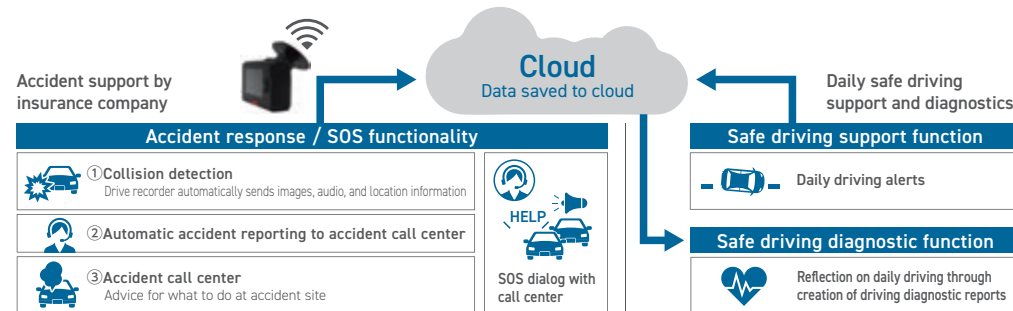 Accident support by
insurance company
Cloud
Data saved to cloud
Daily safe driving
support and diagnostics
Accident response / SOS functionality
①Collision detection
Drive recorder automatically sends images, audio, and location information
②Automatic accident reporting to accident call center
③Accident call center
Advice for what to do at accident site
HELP
SOS dialog with
call center
Safe driving support function
Daily driving alerts
Safe driving diagnostic function
Reflection on daily driving through
creation of driving diagnostic reports